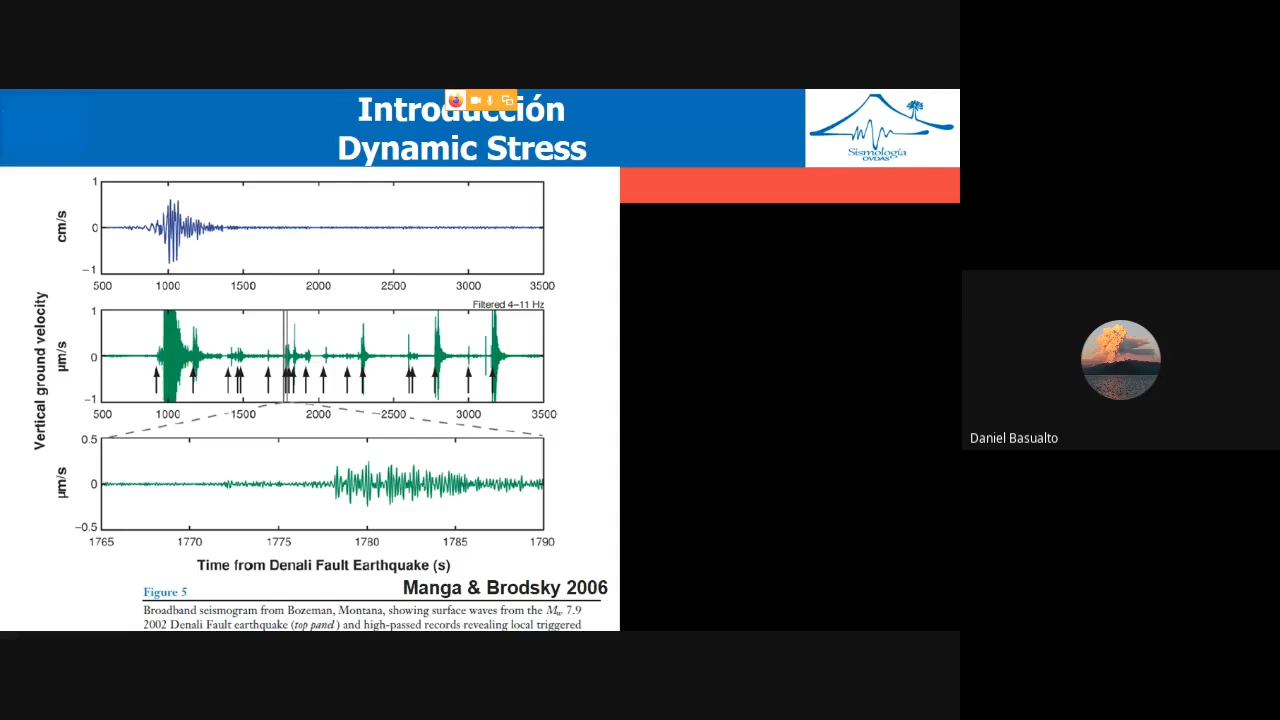 Introducción
Dynamic Stress
Sismología
OVDAS
Vertical ground velocity
cm/s
1
0
−1
500 1000 1500 2000 2500 3000 3500
Filtered 4–11 Hz
µm/s
1
0
−1
500 1000 1500 2000 2500 3000 3500
µm/s
0.5
0
−0.5
1765 1770 1775 1780 1785 1790
Time from Denali Fault Earthquake (s)
Manga & Brodsky 2006
Figure 5
Broadband seismogram from Bozeman, Montana, showing surface waves from the Mw 7.9
2002 Denali Fault earthquake (top panel) and high-passed records revealing local triggered
Daniel Basualto